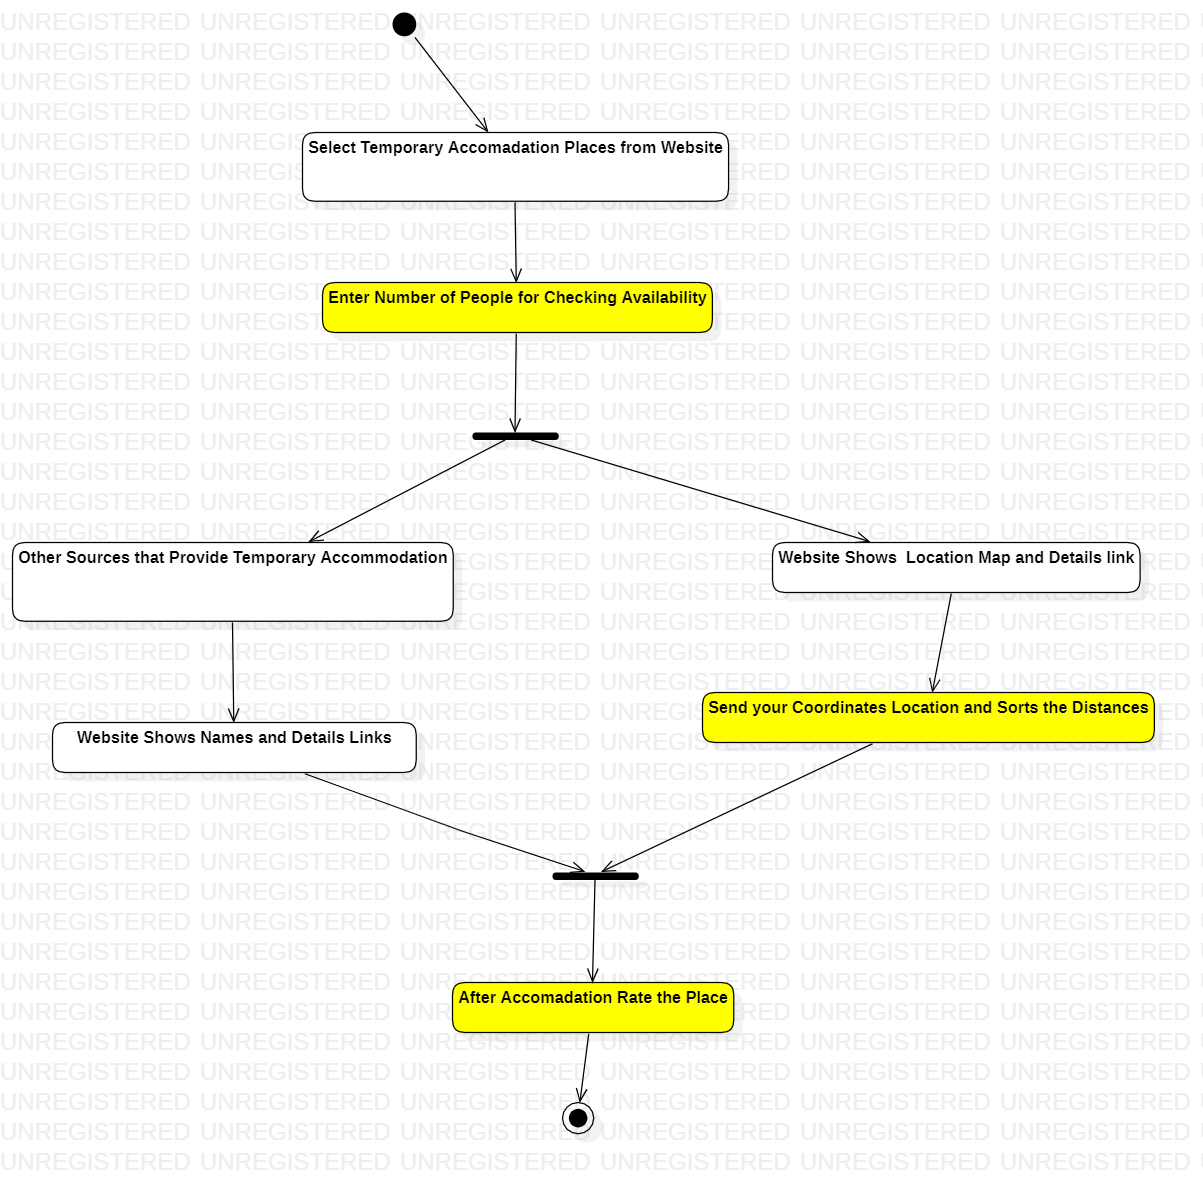 Select Temporary Accomadation Places from Website
Enter Number of People for Checking Availability
Other Sources that Provide Temporary Accommodation
Website Shows  Location Map and Details link
Send your Coordinates Location and Sorts the Distances
Website Shows Names and Details Links
After Accomadation Rate the Place
UNREGISTERED